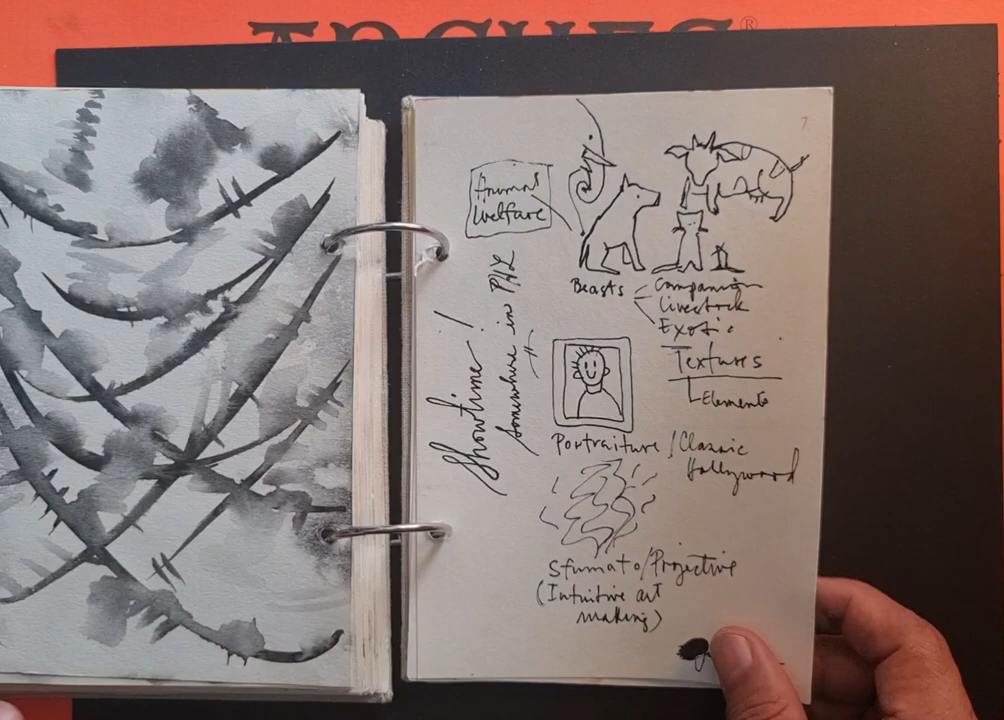 ARCHES®
7
Animal
Welfare
Beasts
Companion
Livestock
Exotic
Showtime!
Somewhere in PHL
Textures
Elements
Portraiture / Classic
Hollywood
Sfumato/Projective
(Intuitive art
making)